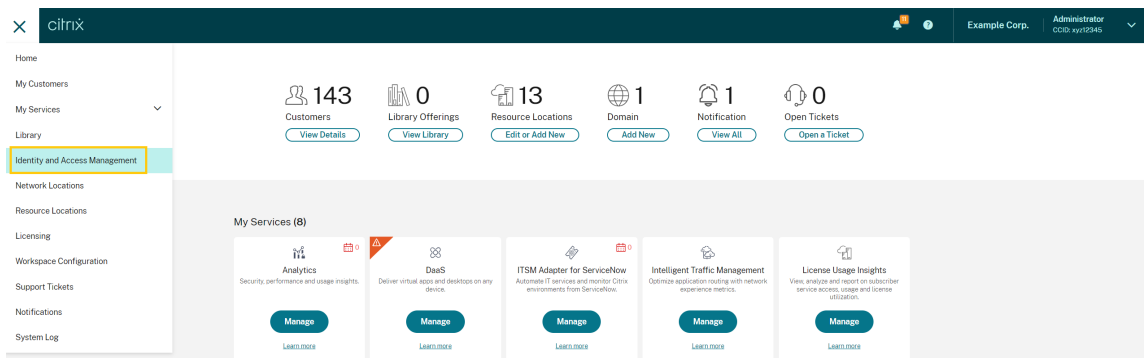 citrix
11
?
Example Corp.
Administrator
CCID: xyz12345
Home
My Customers
My Services
Library
Identity and Access Management
Network Locations
Resource Locations
Licensing
Workspace Configuration
Support Tickets
Notifications
System Log
143
Customers
View Details
0
Library Offerings
View Library
13
Resource Locations
Edit or Add New
1
Domain
Add New
1
Notification
View All
0
Open Tickets
Open a Ticket
My Services (8)
0
Analytics
Security, performance and usage insights.
Manage
Learn more
DaaS
Deliver virtual apps and desktops on any
device.
Manage
Learn more
0
ITSM Adapter for ServiceNow
Automate IT services and monitor Citrix
environments from ServiceNow.
Manage
Learn more
Intelligent Traffic Management
Optimize application routing with network
experience metrics.
Manage
Learn more
License Usage Insights
View, analyze and report on subscriber
service access, usage and license
utilization.
Manage
Learn more